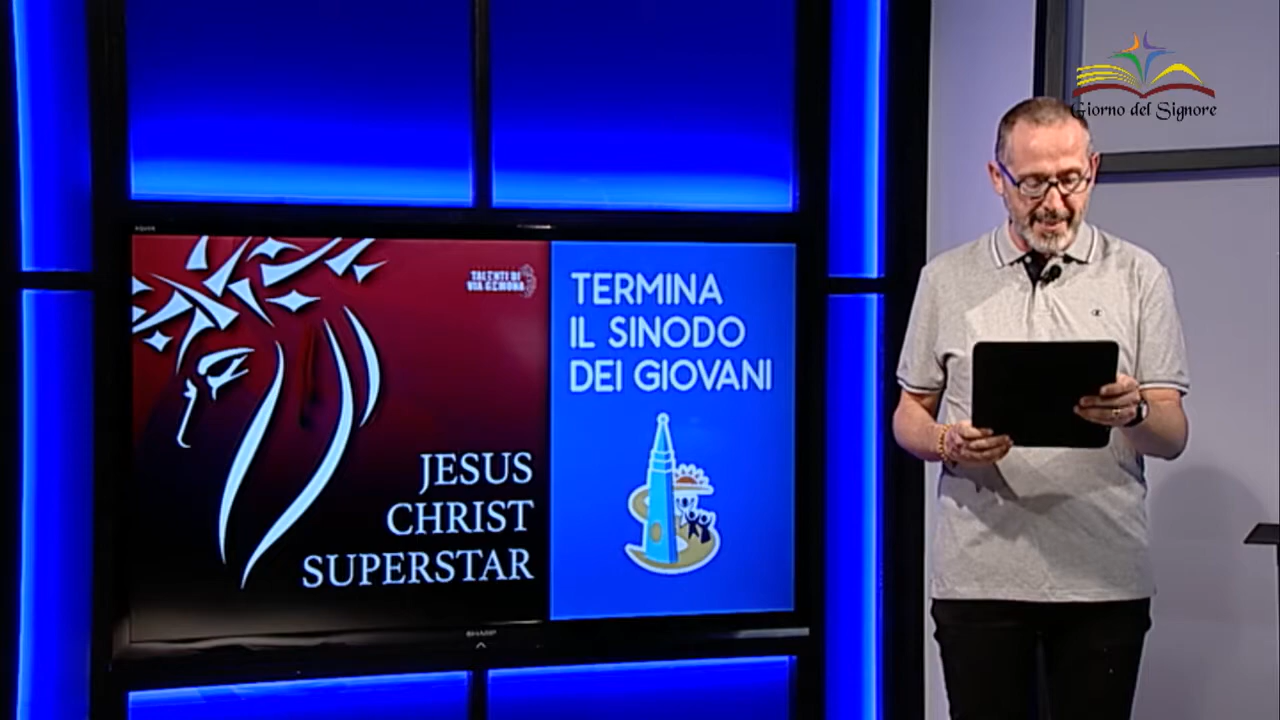 Giorno del Signore
TALENTI DI
VIA GEMONA
JESUS
CHRIST
SUPERSTAR
TERMINA
IL SINODO
DEI GIOVANI
SHARP